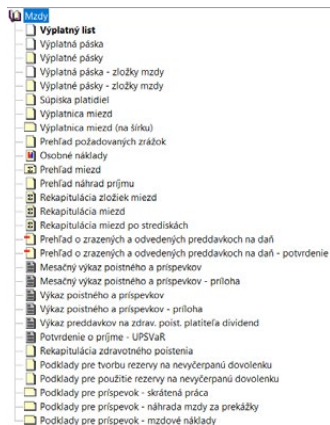 Mzdy
Výplatný list
Výplatná páska
Výplatné pásky
Výplatná páska - zložky mzdy
Výplatné pásky - zložky mzdy
Súpiska platidiel
Výplatnica miezd
Výplatnica miezd (na šírku)
Prehľad požadovaných zrážok
Osobné náklady
Prehľad miezd
Prehľad náhrad príjmu
Rekapitulácia zložiek miezd
Rekapitulácia miezd
Rekapitulácia miezd po strediskách
Prehľad o zrazených a odvedených preddavkoch na daň
Prehľad o zrazených a odvedených preddavkoch na daň - potvrdenie
Mesačný výkaz poistného a príspevkov
Mesačný výkaz poistného a príspevkov - príloha
Výkaz poistného a príspevkov
Výkaz poistného a príspevkov - príloha
Výkaz preddavkov na zdrav. poist. platiteľa dividend
Potvrdenie o príjme - UPSVaR
Rekapitulácia zdravotného poistenia
Podklady pre tvorbu rezervy na nevyčerpanú dovolenku
Podklady pre použitie rezervy na nevyčerpanú dovolenku
Podklady pre príspevok - skrátená práca
Podklady pre príspevok - náhrada mzdy za prekážky
Podklady pre príspevok - mzdové náklady